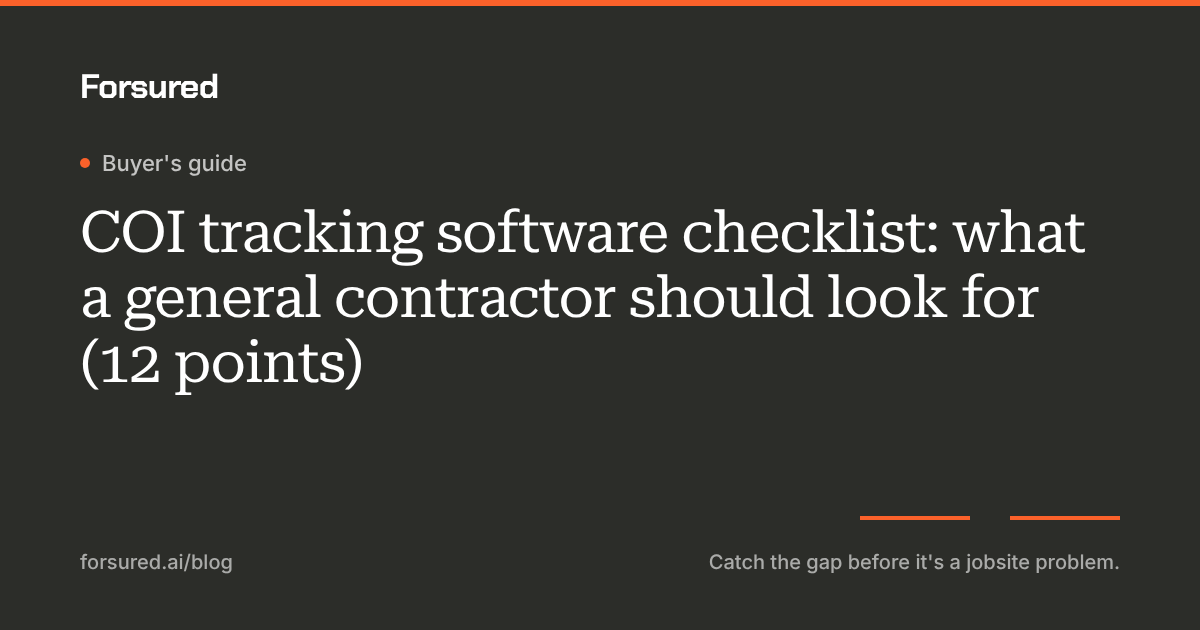 Forsured
Buyer's guide
COI tracking software checklist: what
a general contractor should look for
(12 points)
forsured.ai/blog
Catch the gap before it's a jobsite problem.